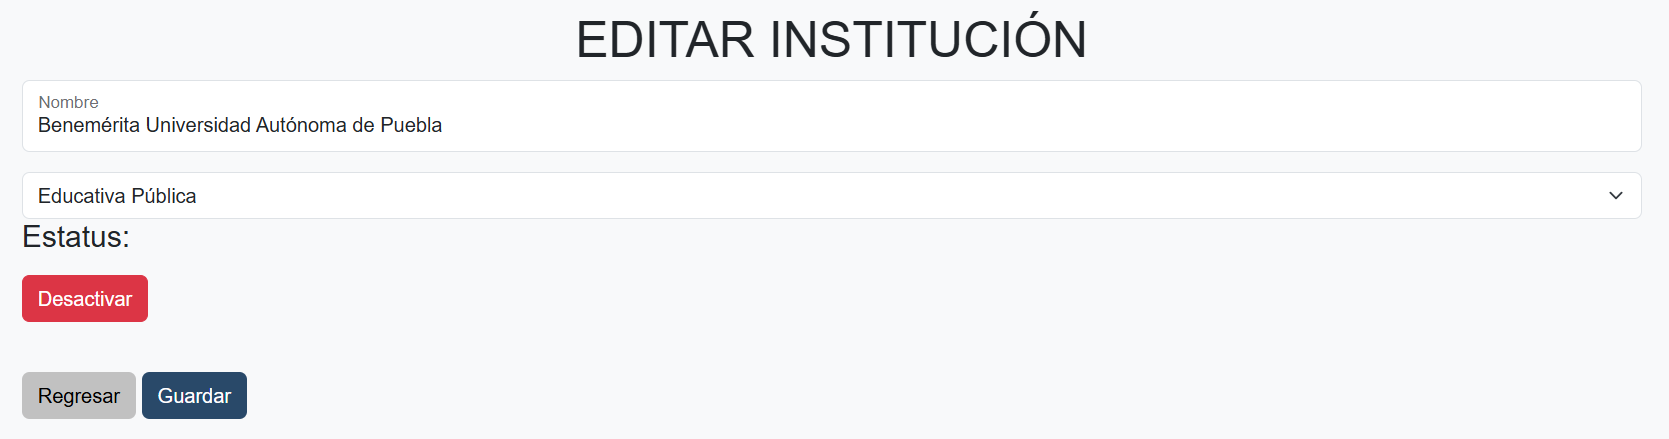 EDITAR INSTITUCIÓN
Nombre
Benemérita Universidad Autónoma de Puebla
Educativa Pública
Estatus:
Desactivar
Regresar Guardar